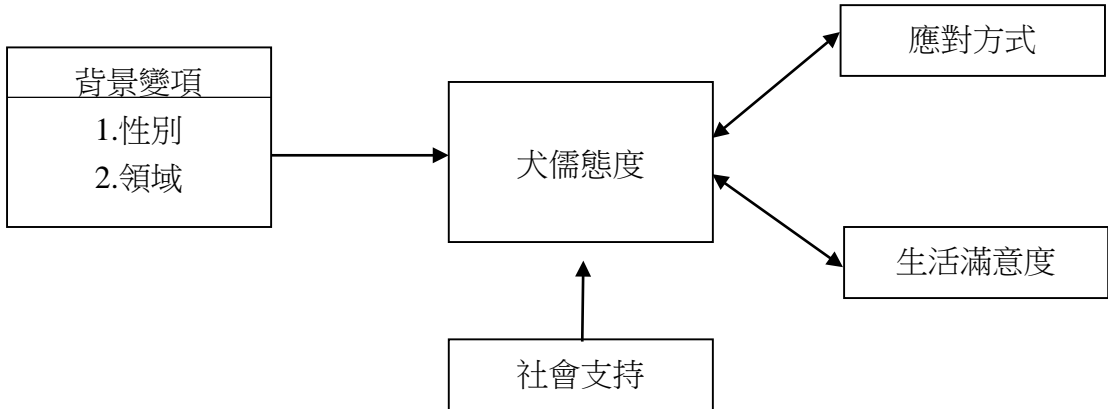 應對方式
背景變項
1.性別
2.領域
犬儒態度
生活滿意度
社會支持